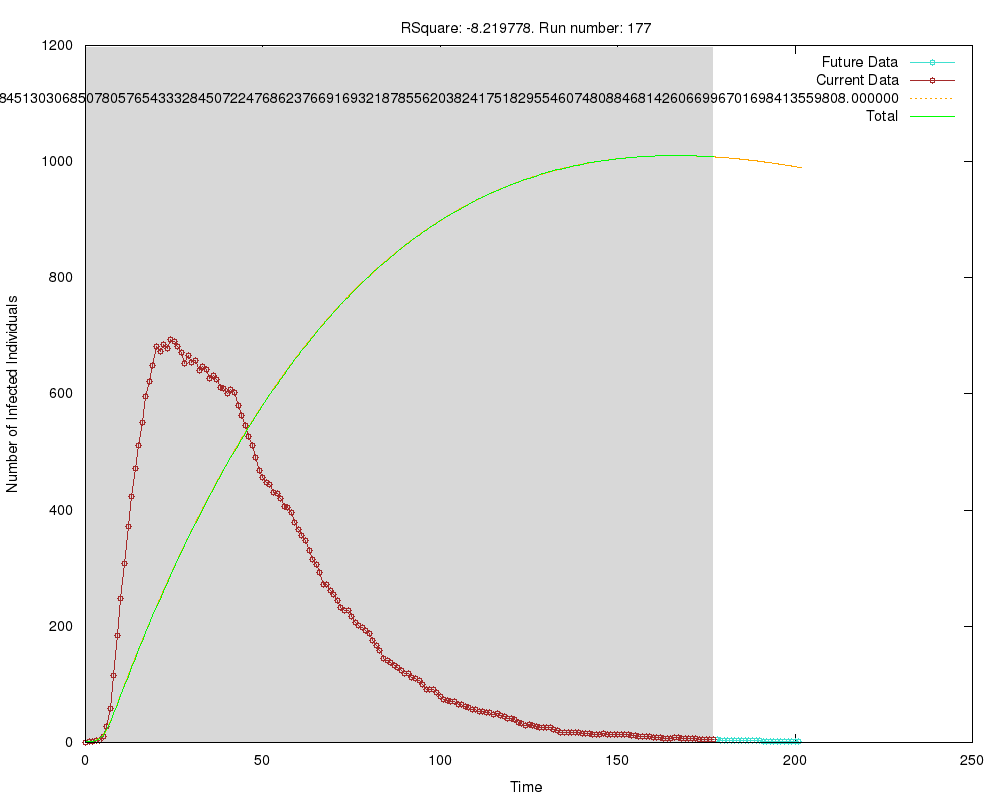 RSquare: -8.219778. Run number: 177
1200
1000
800
600
400
200
0
Number of Infected Individuals
0
50
100
150
200
250
Time
Future Data
Current Data
Total